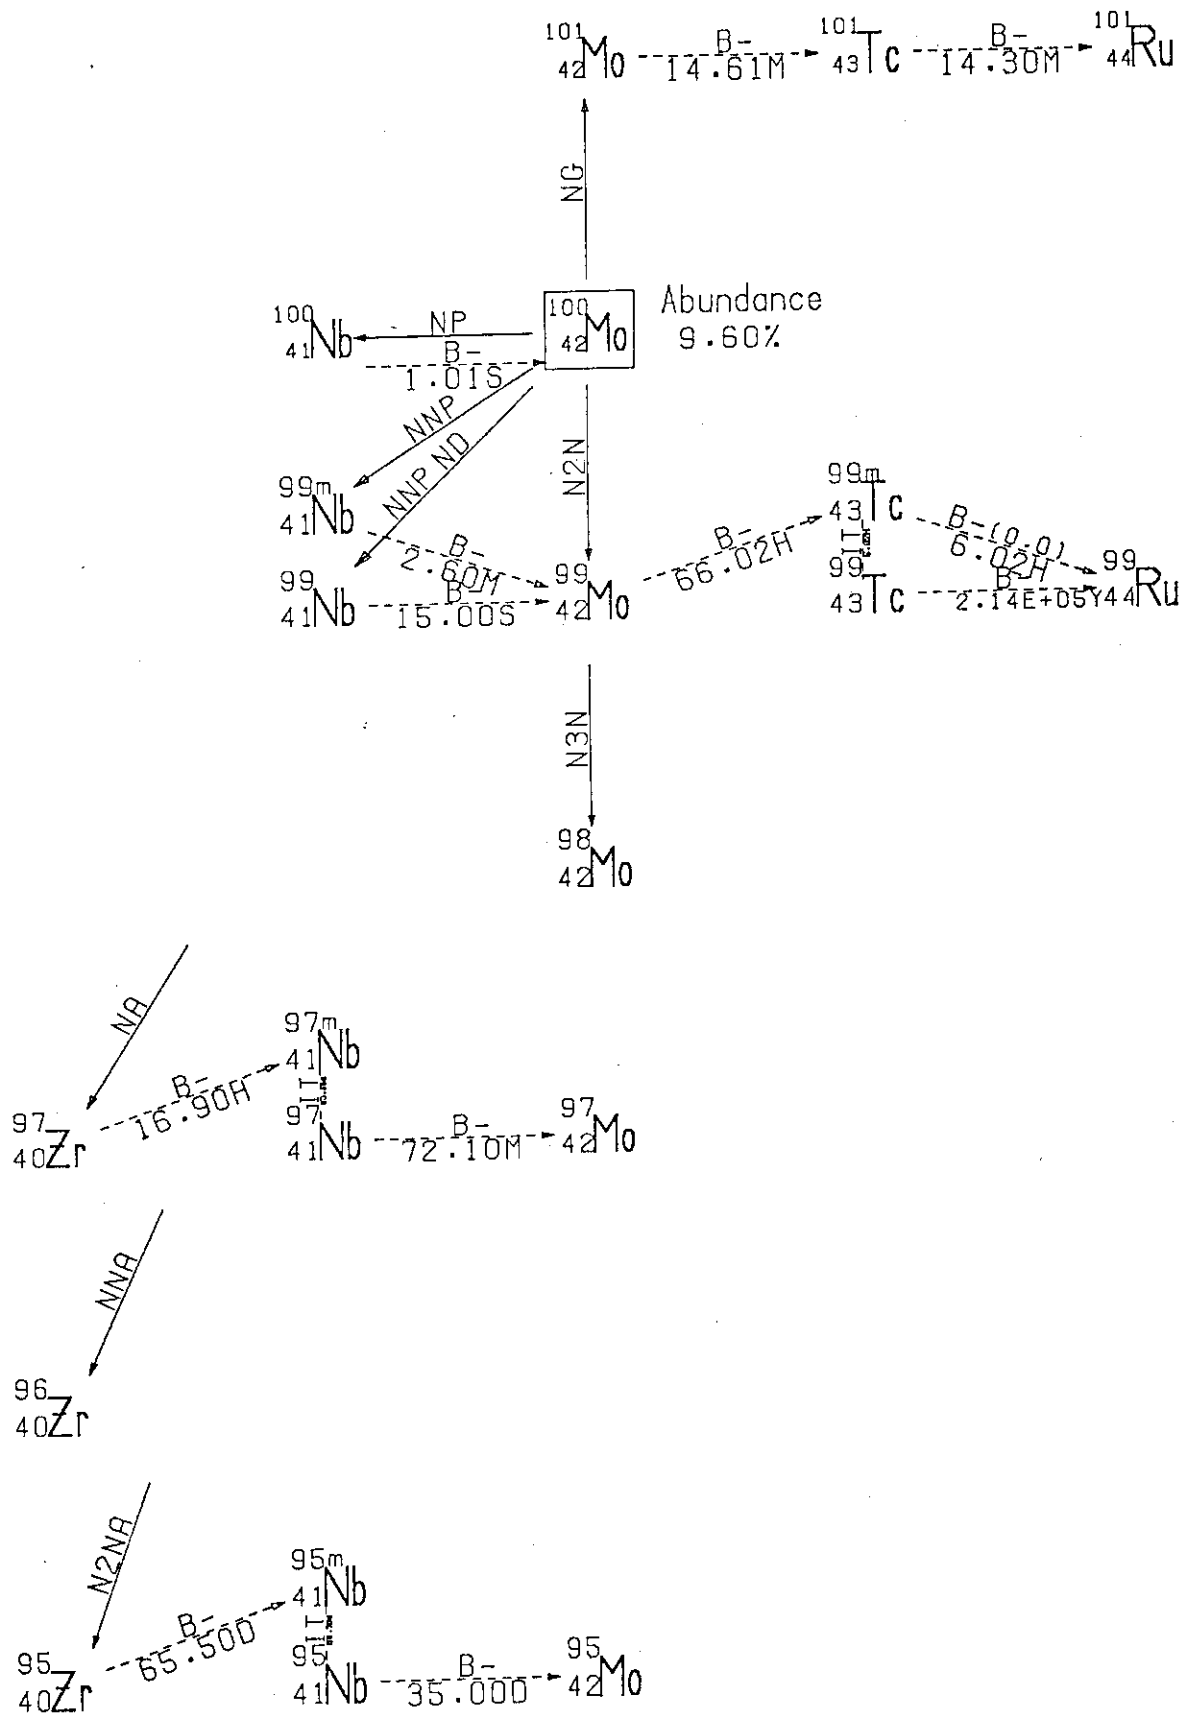 101 42 Mo B- 14.61M 101 43 Tc B- 14.30M 101 44 Ru
NG
100 41 Nb NP 100 42 Mo Abundance
B- 1.01S 9.60%
NNP
NNP ND
N2N
99m 41 Nb B- 2.60M
99 41 Nb B- 15.00S 99 42 Mo B- 66.02H
99m 43 Tc B-(0.0) 6.02H
IT
99 43 Tc B- 2.14E+05Y 99 44 Ru
N3N
98 42 Mo
NA
97 40 Zr B- 16.90H 97m 41 Nb
IT
97 41 Nb B- 72.10M 97 42 Mo
NNA
96 40 Zr
N2NA
95 40 Zr B- 65.50D 95m 41 Nb
IT
95 41 Nb B- 35.00D 95 42 Mo